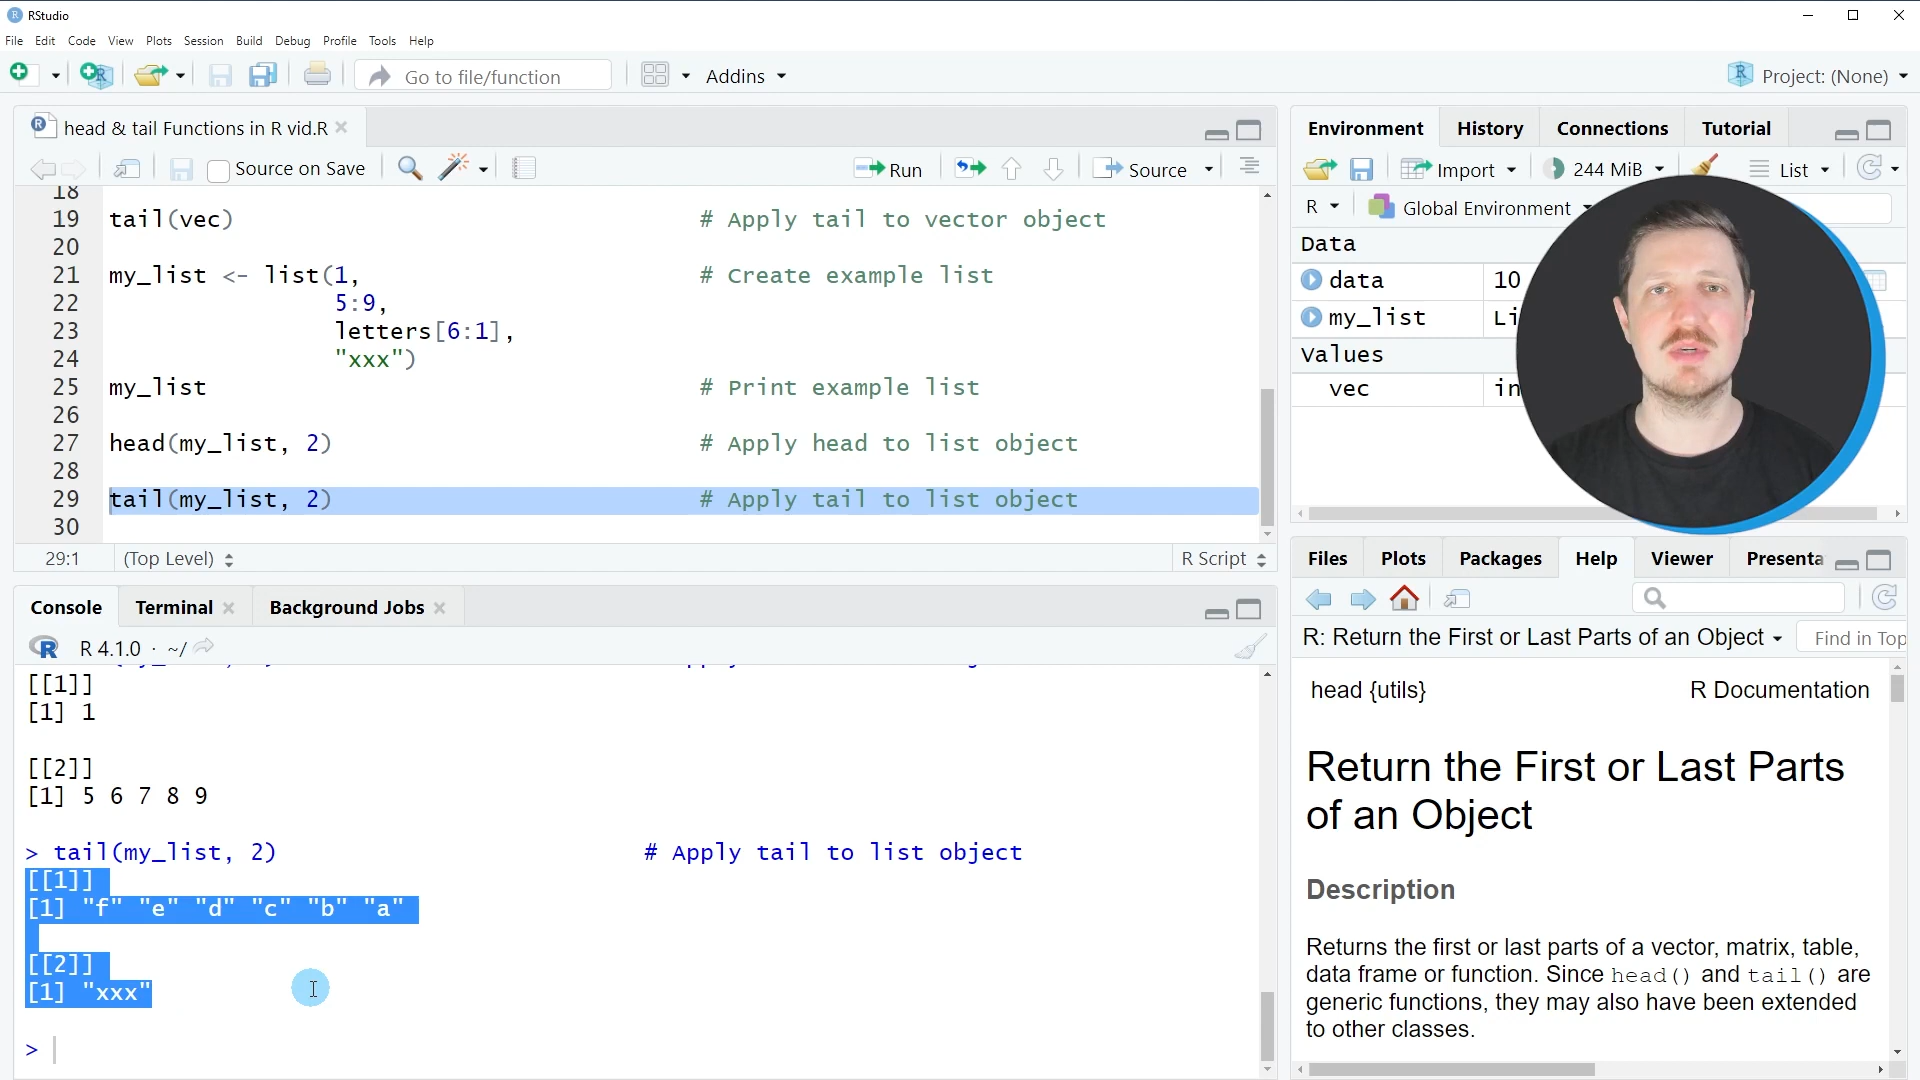 RStudio
File Edit Code View Plots Session Build Debug Profile Tools Help
Go to file/function Addins Project: (None)
head & tail Functions in R vid.R
Source on Save Run Source
18
19 tail(vec) # Apply tail to vector object
20
21 my_list <- list(1, # Create example list
22 5:9,
23 letters[6:1],
24 "xxx")
25 my_list # Print example list
26
27 head(my_list, 2) # Apply head to list object
28
29 tail(my_list, 2) # Apply tail to list object
30
29:1 (Top Level) R Script
Console Terminal Background Jobs
R 4.1.0 · ~/
[[1]]
[1] 1
[[2]]
[1] 5 6 7 8 9
> tail(my_list, 2) # Apply tail to list object
[[1]]
[1] "f" "e" "d" "c" "b" "a"
[[2]]
[1] "xxx"
>
Environment History Connections Tutorial
Import 244 MiB List
R Global Environment
Data
data 10
my_list Li
Values
vec in
Files Plots Packages Help Viewer Presenta
R: Return the First or Last Parts of an Object Find in Top
head {utils} R Documentation
Return the First or Last Parts
of an Object
Description
Returns the first or last parts of a vector, matrix, table,
data frame or function. Since head() and tail() are
generic functions, they may also have been extended
to other classes.